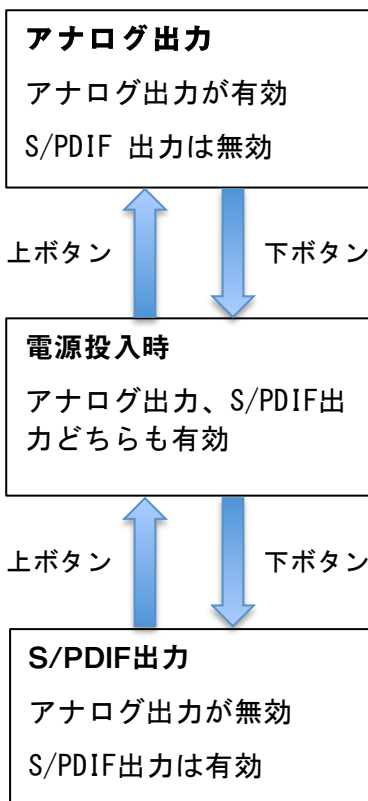 アナログ出力
アナログ出力が有効
S/PDIF 出力は無効
上ボタン
下ボタン
電源投入時
アナログ出力、S/PDIF出
力どちらも有効
上ボタン
下ボタン
S/PDIF出力
アナログ出力が無効
S/PDIF出力は有効